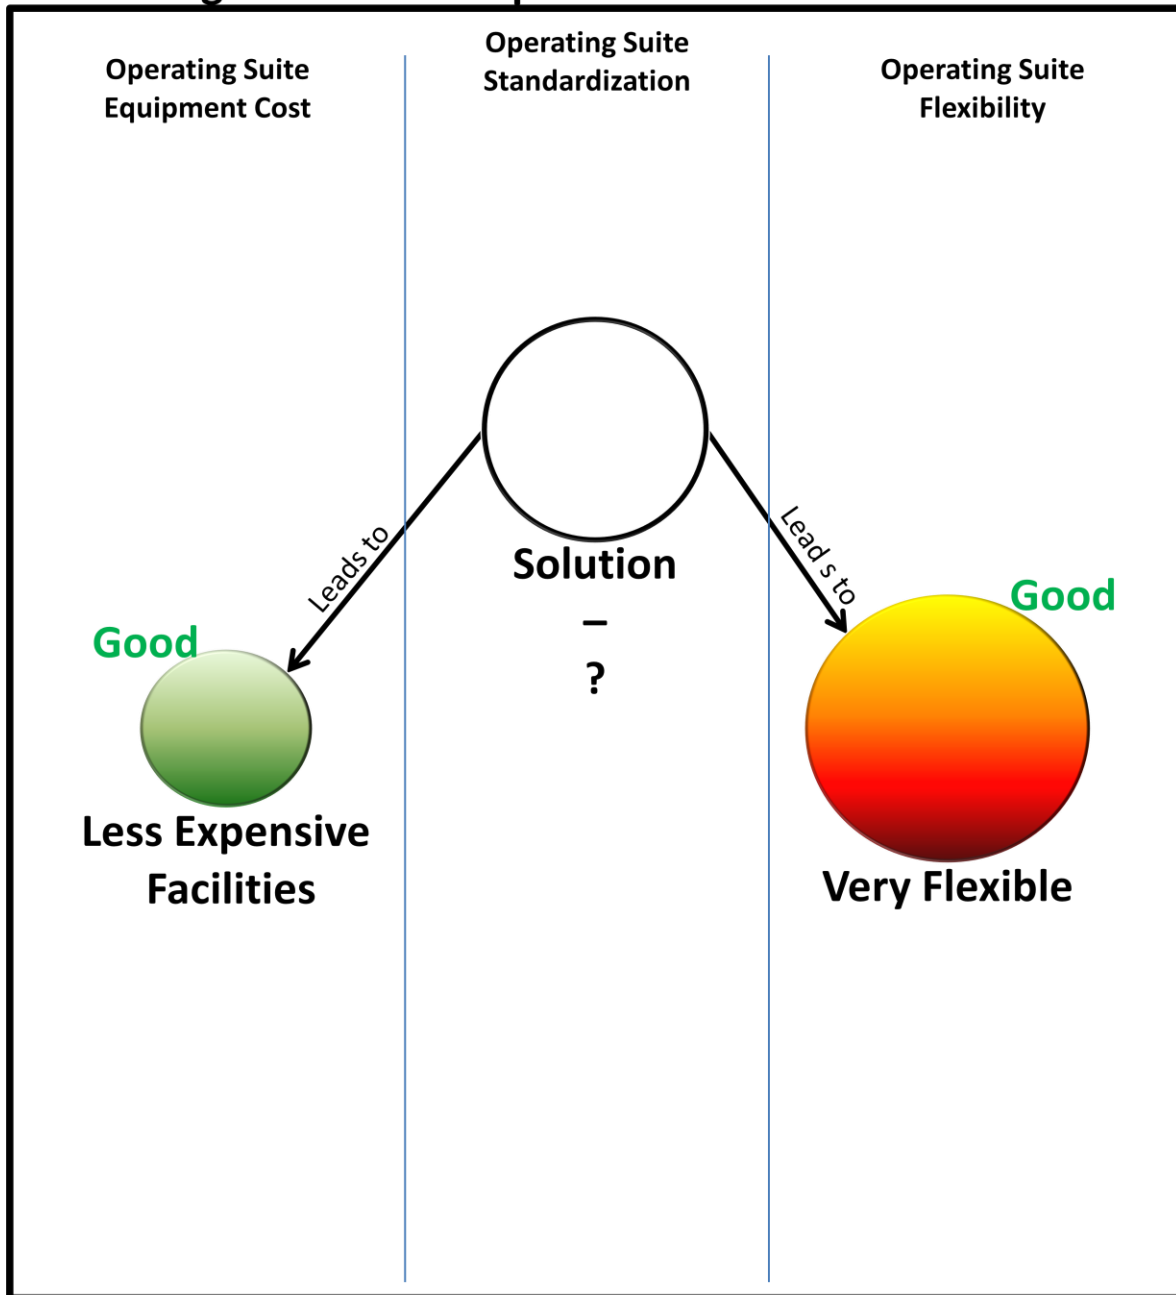 Operating Suite
Equipment Cost
Operating Suite
Standardization
Operating Suite
Flexibility
Leads to
Lead s to
Solution
–
?
Good
Good
Less Expensive
Facilities
Very Flexible